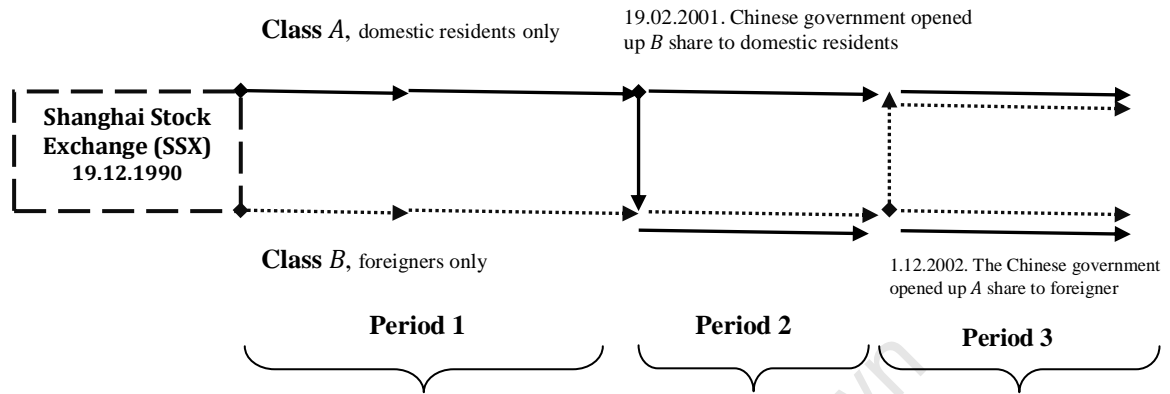 Class A, domestic residents only
19.02.2001. Chinese government opened
up B share to domestic residents
Shanghai Stock
Exchange (SSX)
19.12.1990
Class B, foreigners only
1.12.2002. The Chinese government
opened up A share to foreigner
Period 1
Period 2
Period 3